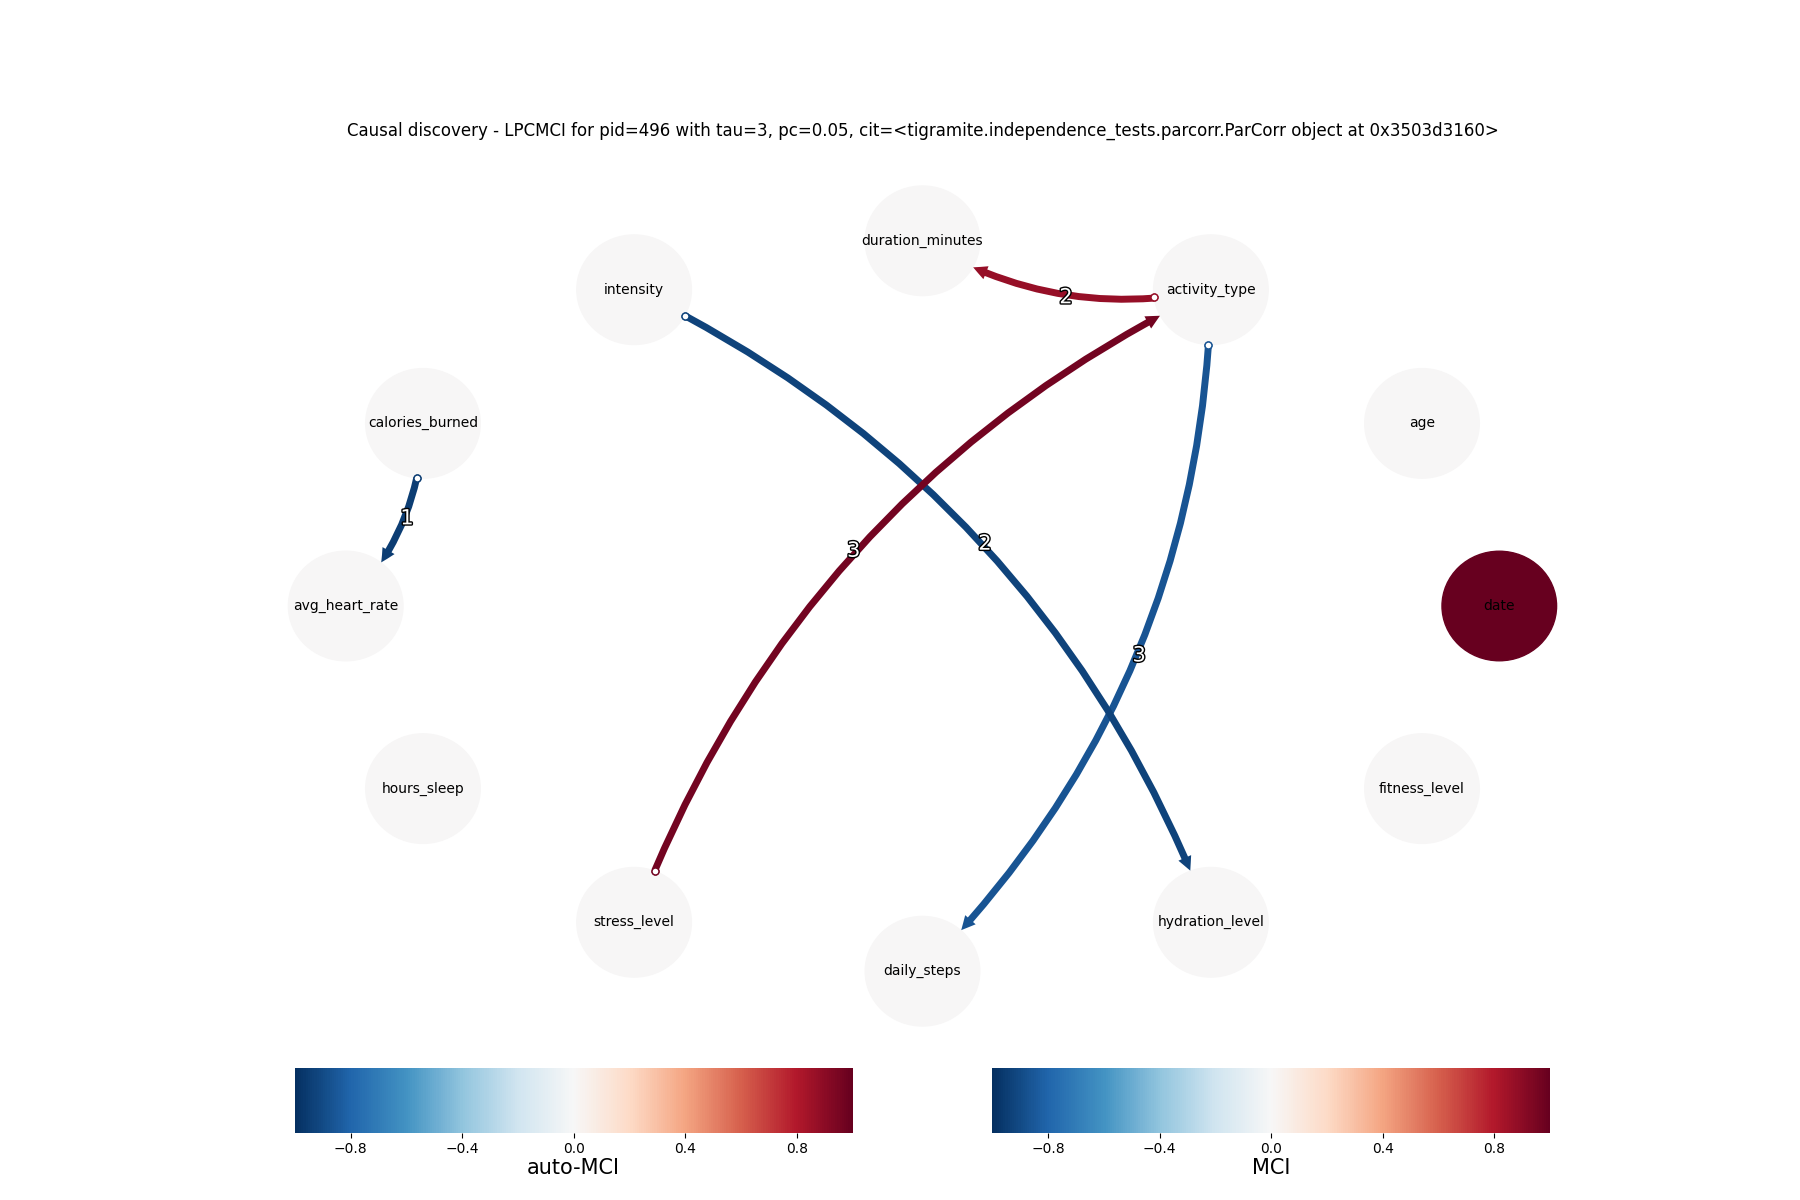 Causal discovery - LPCMCI for pid=496 with tau=3, pc=0.05, cit=<tigramite.independence_tests.parcorr.ParCorr object at 0x3503d3160>
duration_minutes
intensity
activity_type
2
calories_burned
age
1
2
3
avg_heart_rate
date
3
hours_sleep
fitness_level
stress_level
hydration_level
daily_steps
−0.8 −0.4 0.0 0.4 0.8
auto-MCI
−0.8 −0.4 0.0 0.4 0.8
MCI